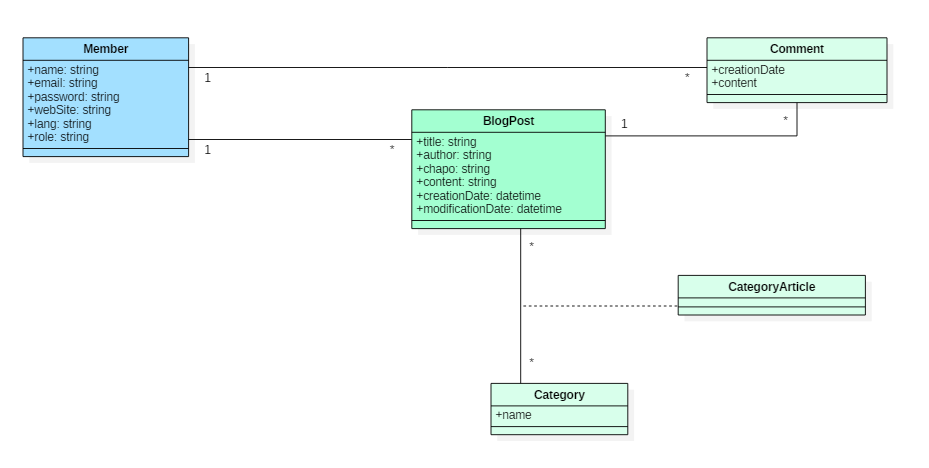 Member
+name: string
+email: string
+password: string
+webSite: string
+lang: string
+role: string
1
*
Comment
+creationDate
+content
1
*
BlogPost
+title: string
+author: string
+chapo: string
+content: string
+creationDate: datetime
+modificationDate: datetime
1
*
*
CategoryArticle
*
Category
+name